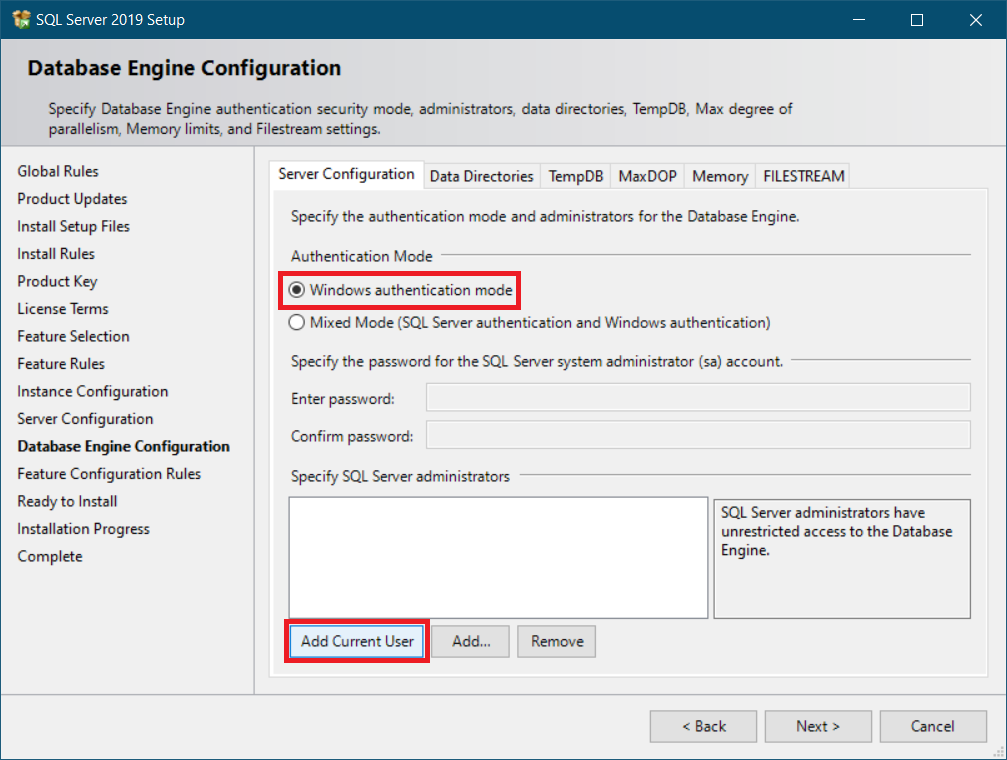 SQL Server 2019 Setup
Database Engine Configuration
Specify Database Engine authentication security mode, administrators, data directories, TempDB, Max degree of
parallelism, Memory limits, and Filestream settings.
Global Rules
Product Updates
Install Setup Files
Install Rules
Product Key
License Terms
Feature Selection
Feature Rules
Instance Configuration
Server Configuration
Database Engine Configuration
Feature Configuration Rules
Ready to Install
Installation Progress
Complete
Server Configuration Data Directories TempDB MaxDOP Memory FILESTREAM
Specify the authentication mode and administrators for the Database Engine.
Authentication Mode
Windows authentication mode
Mixed Mode (SQL Server authentication and Windows authentication)
Specify the password for the SQL Server system administrator (sa) account.
Enter password:
Confirm password:
Specify SQL Server administrators
SQL Server administrators have
unrestricted access to the Database
Engine.
Add Current User Add... Remove
< Back Next > Cancel